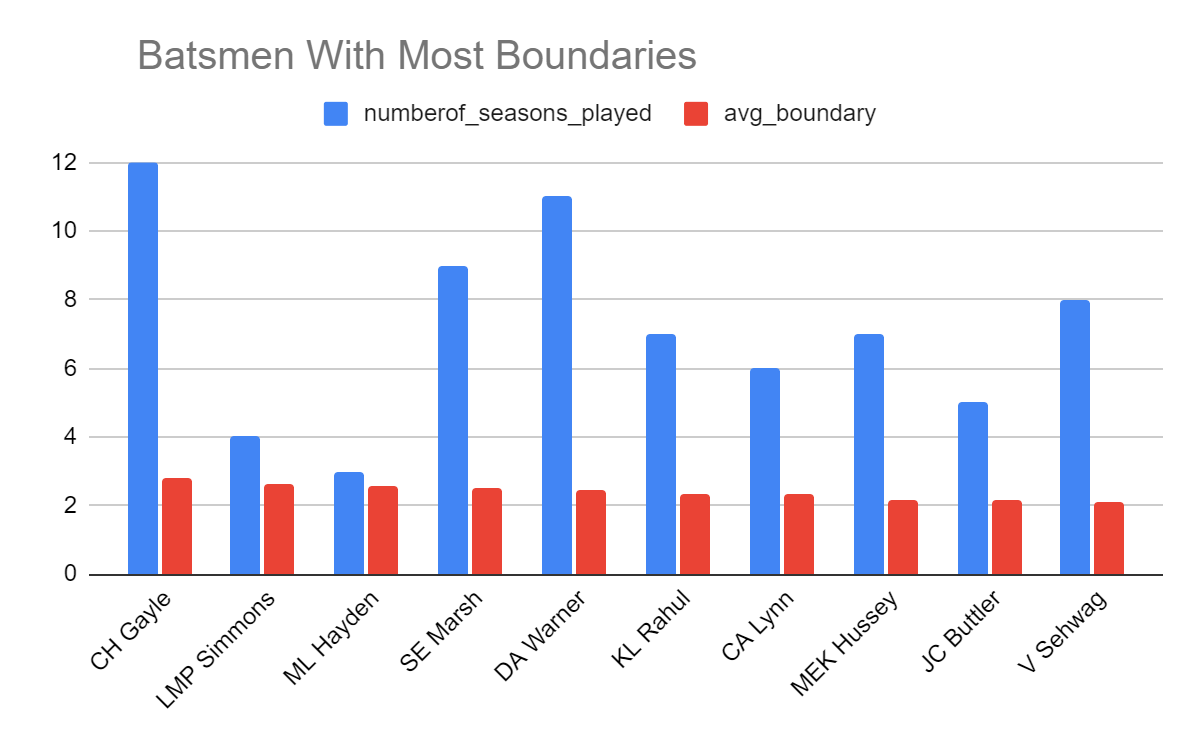 Batsmen With Most Boundaries
numberof_seasons_played
avg_boundary
12
10
8
6
4
2
0
CH Gayle
LMP Simmons
ML Hayden
SE Marsh
DA Warner
KL Rahul
CA Lynn
MEK Hussey
JC Buttler
V Sehwag